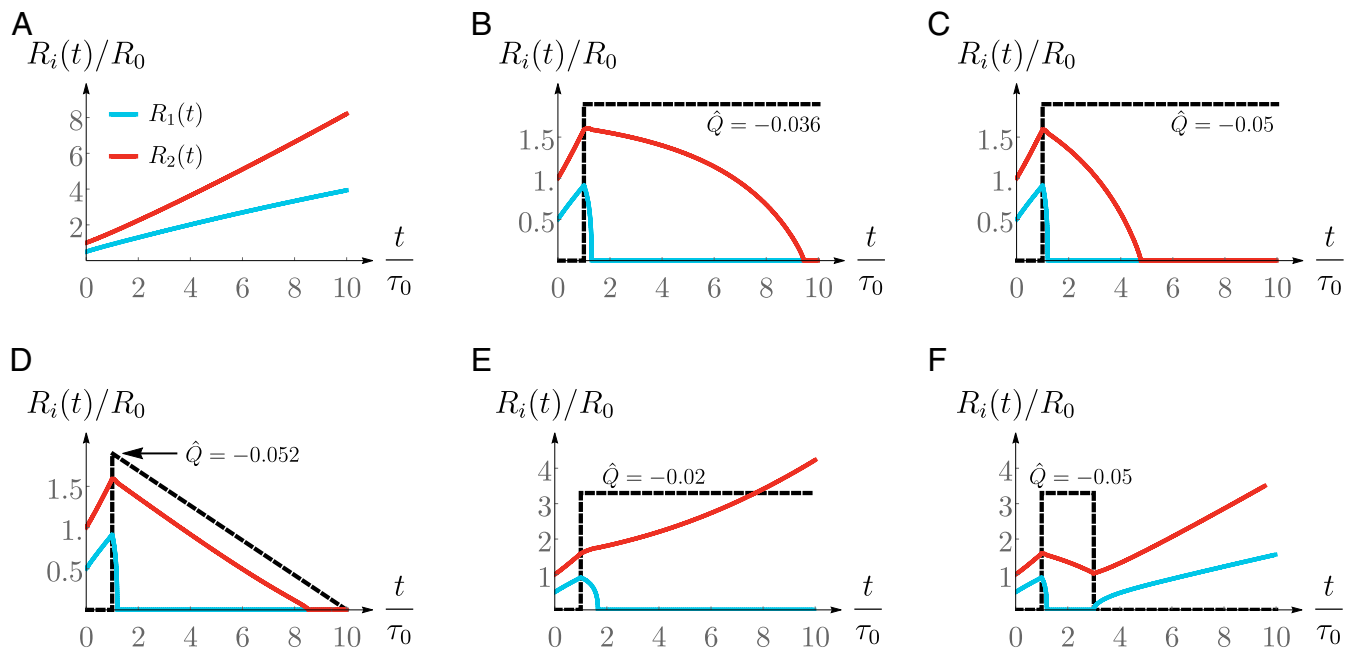 A
R_i(t)/R_0
8
6
4
2
R_1(t)
R_2(t)
0 2 4 6 8 10
t/τ_0
B
R_i(t)/R_0
1.5
1.
0.5
Q̂ = −0.036
0 2 4 6 8 10
t/τ_0
C
R_i(t)/R_0
1.5
1.
0.5
Q̂ = −0.05
0 2 4 6 8 10
t/τ_0
D
R_i(t)/R_0
Q̂ = −0.052
1.5
1.
0.5
0 2 4 6 8 10
t/τ_0
E
R_i(t)/R_0
4
3
2
1
Q̂ = −0.02
0 2 4 6 8 10
t/τ_0
F
R_i(t)/R_0
Q̂ = −0.05
4
3
2
1
0 2 4 6 8 10
t/τ_0